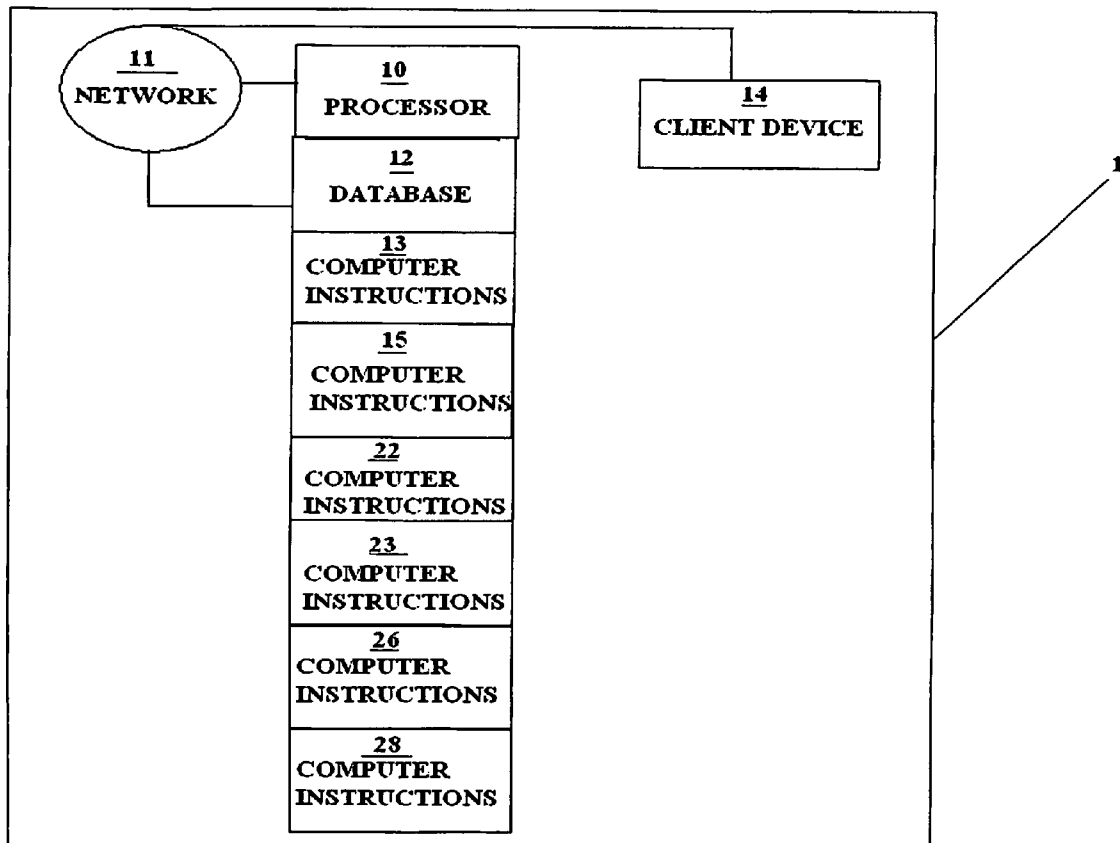 11
NETWORK
10
PROCESSOR
14
CLIENT DEVICE
12
DATABASE
1
13
COMPUTER
INSTRUCTIONS
15
COMPUTER
INSTRUCTIONS
22
COMPUTER
INSTRUCTIONS
23
COMPUTER
INSTRUCTIONS
26
COMPUTER
INSTRUCTIONS
28
COMPUTER
INSTRUCTIONS